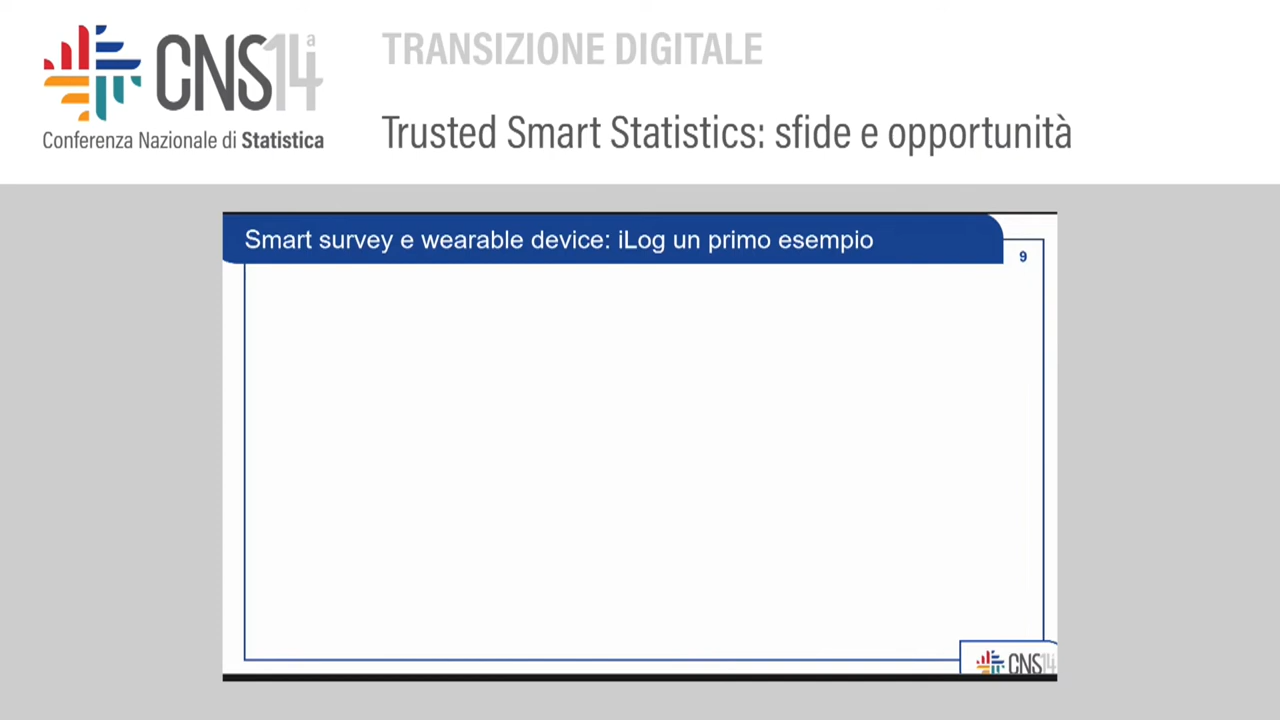 CNS14ª
Conferenza Nazionale di Statistica
TRANSIZIONE DIGITALE
Trusted Smart Statistics: sfide e opportunità
Smart survey e wearable device: iLog un primo esempio
9
CNS14